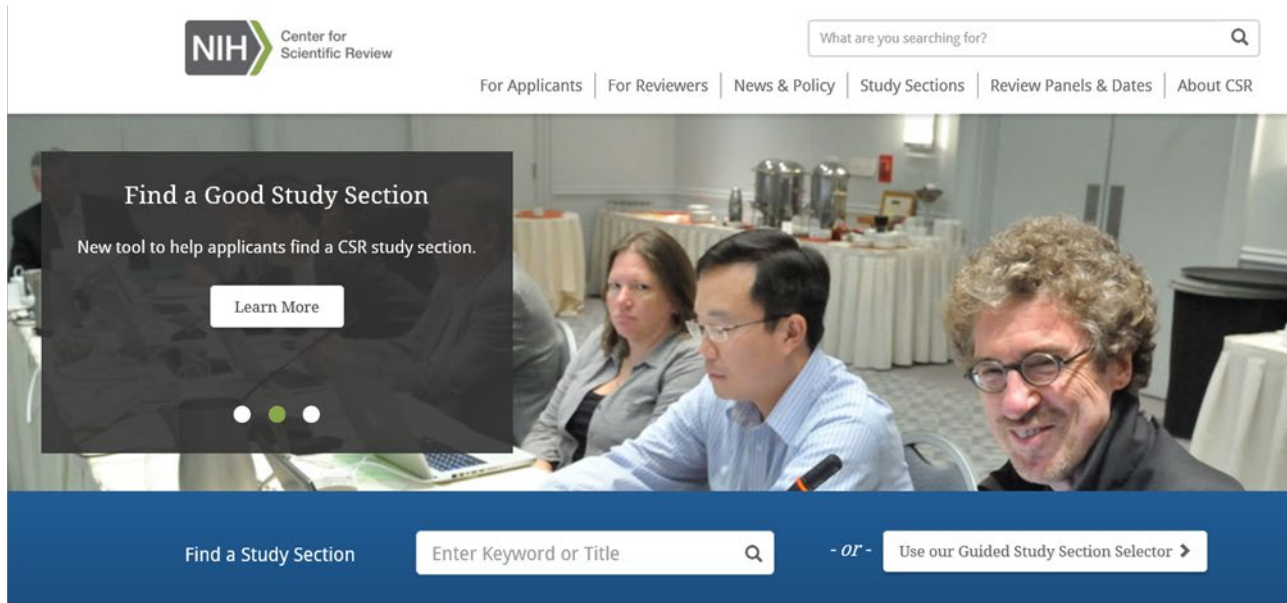 NIH
Center for
Scientific Review
What are you searching for?
For Applicants
For Reviewers
News & Policy
Study Sections
Review Panels & Dates
About CSR
Find a Good Study Section
New tool to help applicants find a CSR study section.
Learn More
Find a Study Section
Enter Keyword or Title
- or -
Use our Guided Study Section Selector